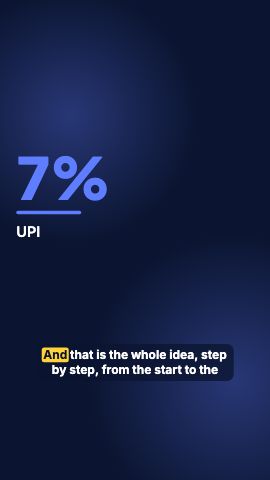 7%
UPI
And that is the whole idea, step
by step, from the start to the